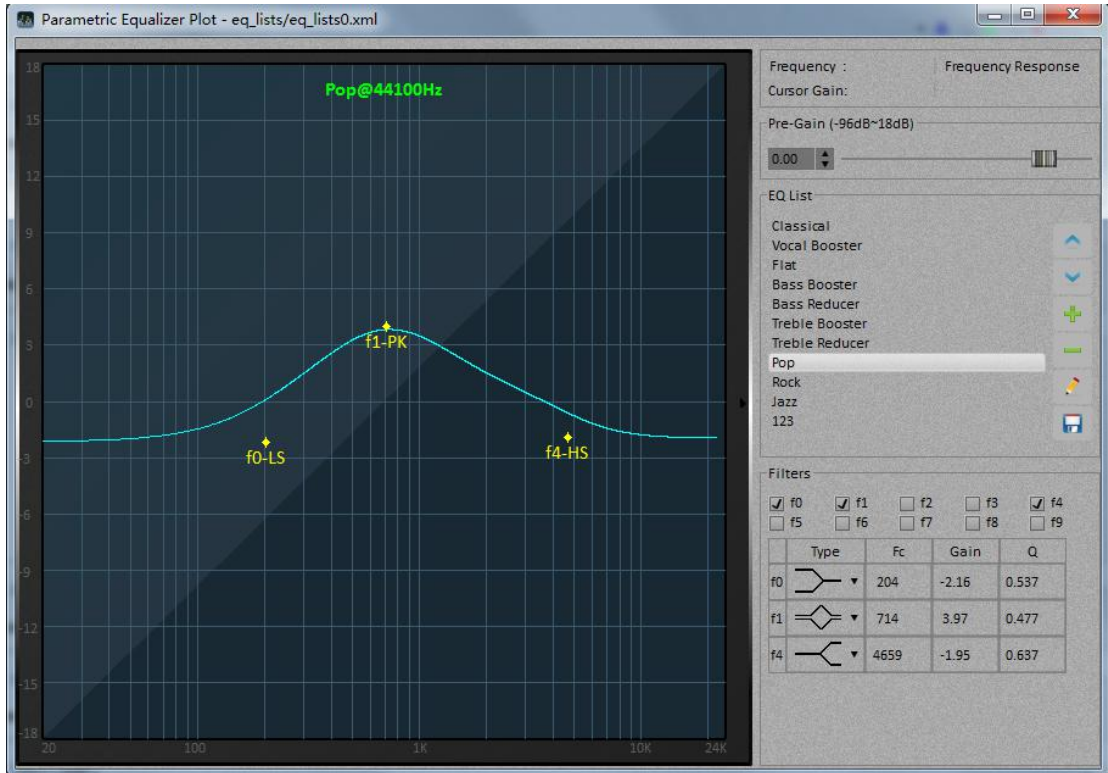 Parametric Equalizer Plot - eq_lists/eq_lists0.xml
Pop@44100Hz
18
15
12
9
6
3
0
-3
-6
-9
-12
-15
-18
20 100 1K 10K 24K
f1-PK
f0-LS
f4-HS
Frequency : Frequency Response
Cursor Gain:
Pre-Gain (-96dB~18dB)
0.00
EQ List
Classical
Vocal Booster
Flat
Bass Booster
Bass Reducer
Treble Booster
Treble Reducer
Pop
Rock
Jazz
123
Filters
f0 f1 f2 f3 f4
f5 f6 f7 f8 f9
Type Fc Gain Q
f0 204 -2.16 0.537
f1 714 3.97 0.477
f4 4659 -1.95 0.637